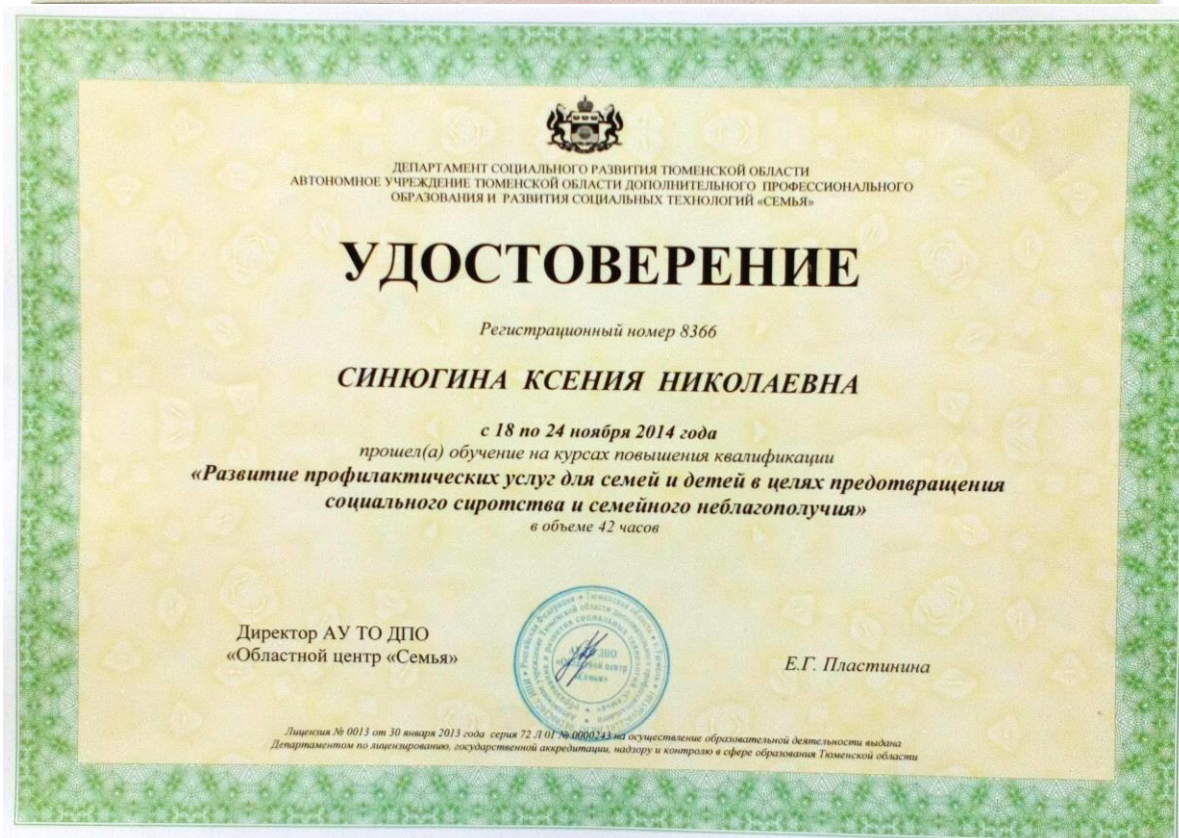 ДЕПАРТАМЕНТ СОЦИАЛЬНОГО РАЗВИТИЯ ТЮМЕНСКОЙ ОБЛАСТИ
АВТОНОМНОЕ УЧРЕЖДЕНИЕ ТЮМЕНСКОЙ ОБЛАСТИ ДОПОЛНИТЕЛЬНОГО ПРОФЕССИОНАЛЬНОГО
ОБРАЗОВАНИЯ И РАЗВИТИЯ СОЦИАЛЬНЫХ ТЕХНОЛОГИЙ «СЕМЬЯ»
УДОСТОВЕРЕНИЕ
Регистрационный номер 8366
СИНЮГИНА КСЕНИЯ НИКОЛАЕВНА
с 18 по 24 ноября 2014 года
прошел(а) обучение на курсах повышения квалификации
«Развитие профилактических услуг для семей и детей в целях предотвращения
социального сиротства и семейного неблагополучия»
в объеме 42 часов
Директор АУ ТО ДПО
«Областной центр «Семья»
Е.Г. Пластинина
Лицензия № 0013 от 30 января 2013 года серия 72 Л 01 № 0000243 на осуществление образовательной деятельности выдана
Департаментом по лицензированию, государственной аккредитации, надзору и контролю в сфере образования Тюменской области